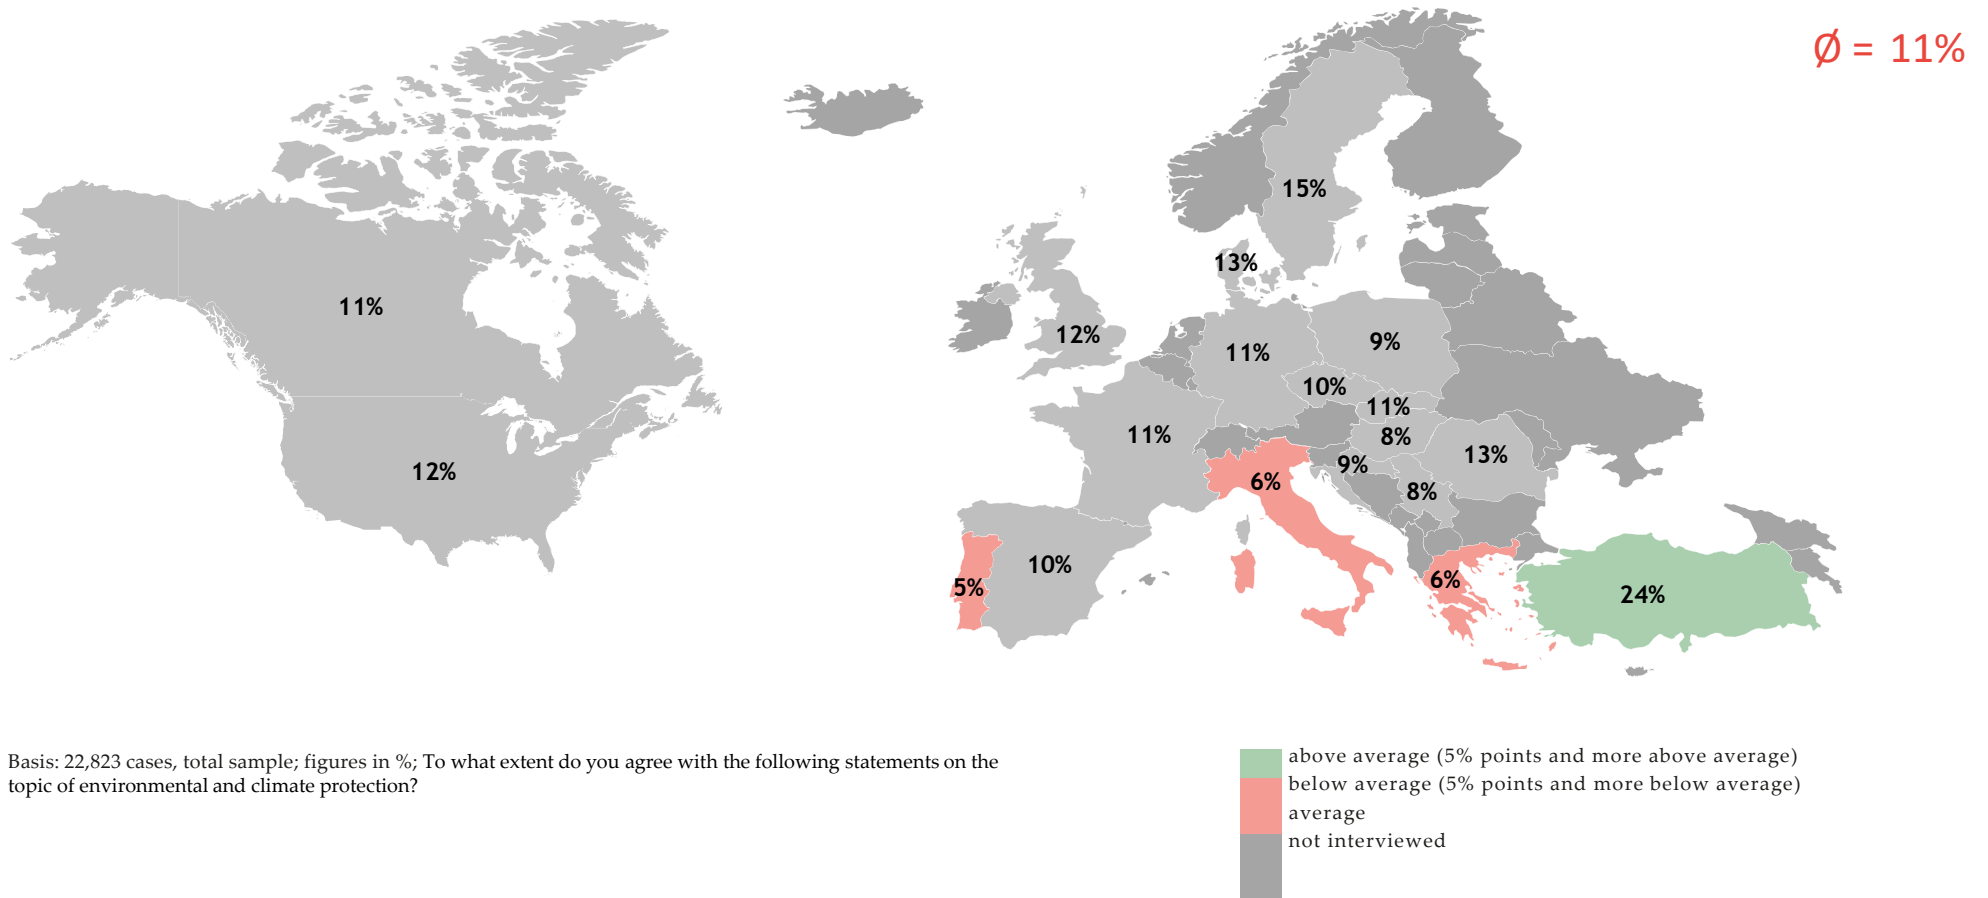 Ø = 11%
15%
13%
11%
12%
9%
11%
10%
11%
11%
8%
13%
9%
12%
6%
8%
10%
6%
5%
24%
Basis: 22,823 cases, total sample; figures in %; To what extent do you agree with the following statements on the
topic of environmental and climate protection?
above average (5% points and more above average)
below average (5% points and more below average)
average
not interviewed